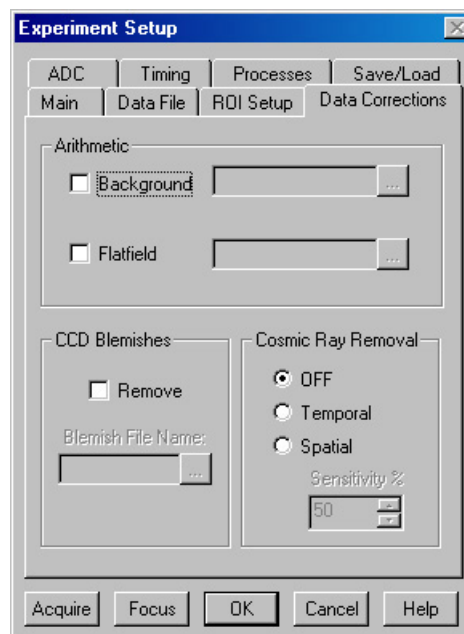 Experiment Setup
ADC Timing Processes Save/Load
Main Data File ROI Setup Data Corrections
Arithmetic
Background ...
Flatfield ...
CCD Blemishes
Remove
Blemish File Name:
...
Cosmic Ray Removal
OFF
Temporal
Spatial
Sensitivity %
50
Acquire Focus OK Cancel Help